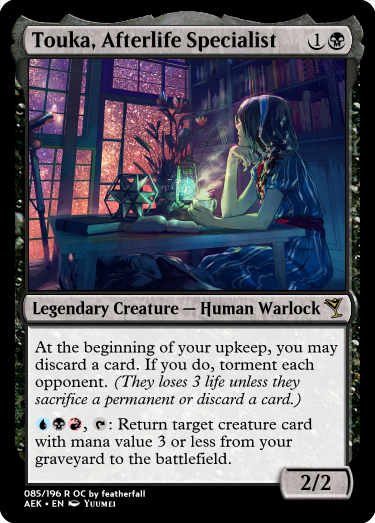 Touka, Afterlife Specialist 1
Legendary Creature — Human Warlock
At the beginning of your upkeep, you may
discard a card. If you do, torment each
opponent. (They loses 3 life unless they
sacrifice a permanent or discard a card.)
, : Return target creature card
with mana value 3 or less from your
graveyard to the battlefield.
2/2
085/196 R OC by featherfall
AEK • EN Yuumei